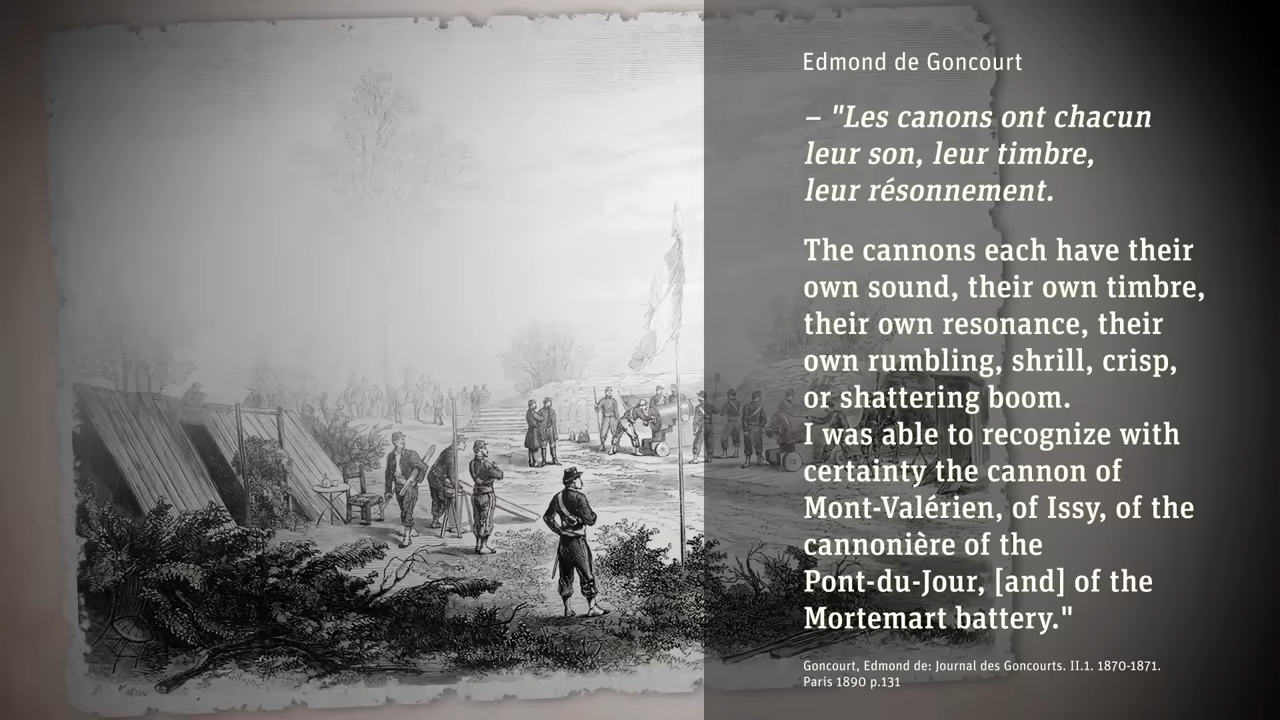 Edmond de Goncourt
– "Les canons ont chacun
leur son, leur timbre,
leur résonnement.
The cannons each have their
own sound, their own timbre,
their own resonance, their
own rumbling, shrill, crisp,
or shattering boom.
I was able to recognize with
certainty the cannon of
Mont-Valérien, of Issy, of the
cannonière of the
Pont-du-Jour, [and] of the
Mortemart battery."
Goncourt, Edmond de: Journal des Goncourts. II.1. 1870-1871.
Paris 1890 p.131